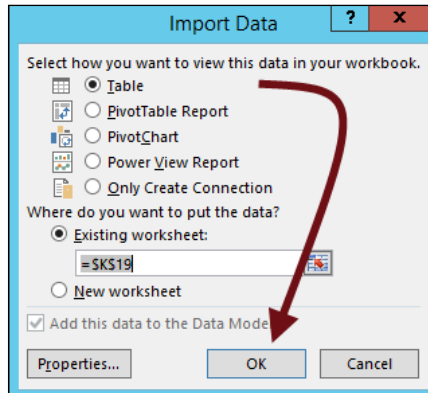 Import Data
?
x
Select how you want to view this data in your workbook.
Table
PivotTable Report
PivotChart
Power View Report
Only Create Connection
Where do you want to put the data?
Existing worksheet:
=$K$19
New worksheet
Add this data to the Data Mode
Properties...
OK
Cancel